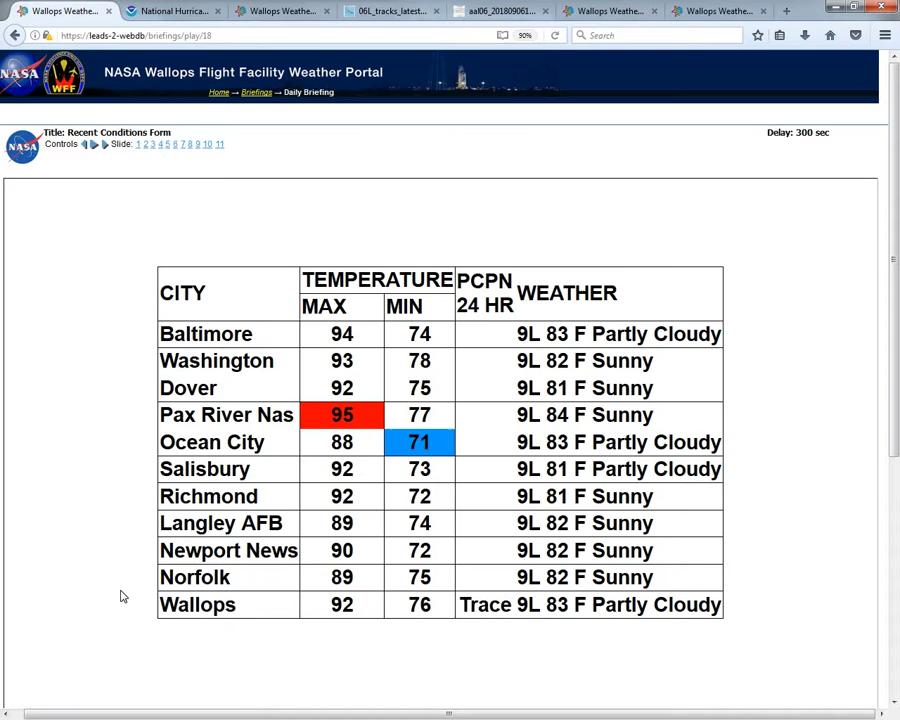 Wallops Weathe...
National Hurrica...
Wallops Weathe...
06L_tracks_latest...
aal06_201809061...
Wallops Weathe...
Wallops Weathe...
https://leads-2-webdb/briefings/play/18
90%
Search
NASA
WFF
NASA Wallops Flight Facility Weather Portal
Home → Briefings → Daily Briefing
NASA
Title: Recent Conditions Form
Delay: 300 sec
Controls Slide: 1 2 3 4 5 6 7 8 9 10 11
CITY TEMPERATURE PCPN 24 HR WEATHER
MAX MIN
Baltimore 94 74 9L 83 F Partly Cloudy
Washington 93 78 9L 82 F Sunny
Dover 92 75 9L 81 F Sunny
Pax River Nas 95 77 9L 84 F Sunny
Ocean City 88 71 9L 83 F Partly Cloudy
Salisbury 92 73 9L 81 F Partly Cloudy
Richmond 92 72 9L 81 F Sunny
Langley AFB 89 74 9L 82 F Sunny
Newport News 90 72 9L 82 F Sunny
Norfolk 89 75 9L 82 F Sunny
Wallops 92 76 Trace 9L 83 F Partly Cloudy